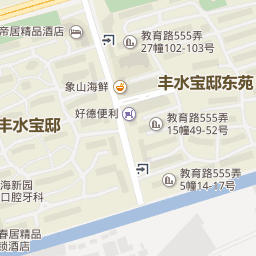 帝居精品
酒店
教育路555弄
27幢102-103号
象山海鲜
丰水宝邸东苑
好德便利
丰水宝邸
教育路555弄
15幢49-52号
教育路555弄
5幢14-17号
海新园
口腔牙科
春居精品
锁酒店